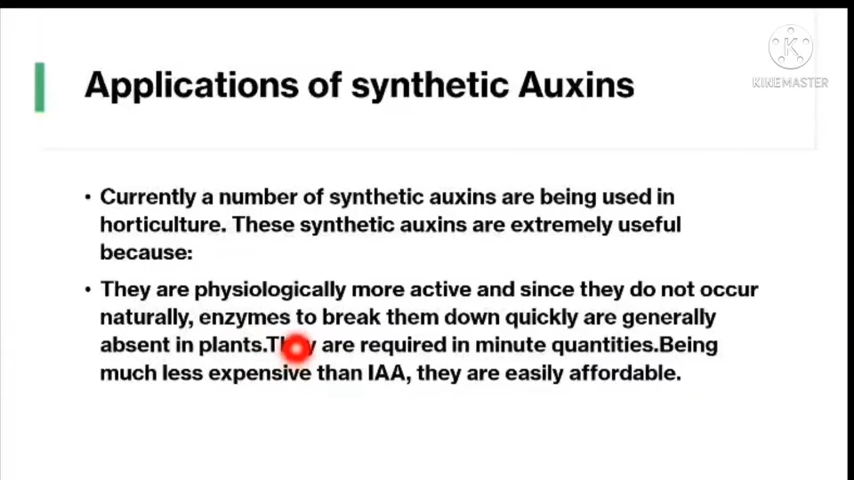 KINEMASTER
Applications of synthetic Auxins
• Currently a number of synthetic auxins are being used in
horticulture. These synthetic auxins are extremely useful
because:
• They are physiologically more active and since they do not occur
naturally, enzymes to break them down quickly are generally
absent in plants.They are required in minute quantities.Being
much less expensive than IAA, they are easily affordable.